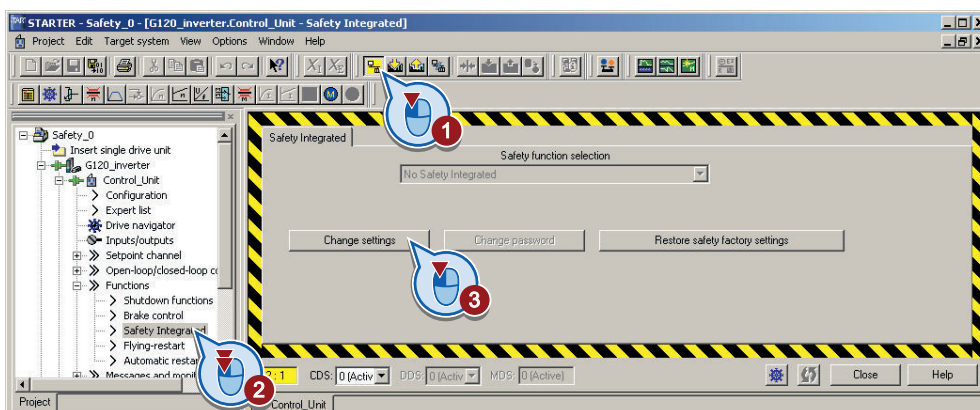 STARTER - Safety_0 - [G120_inverter.Control_Unit - Safety Integrated]
Project Edit Target system View Options Window Help
1
Safety_0
Insert single drive unit
G120_inverter
Control_Unit
Configuration
Expert list
Drive navigator
Inputs/outputs
Setpoint channel
Open-loop/closed-loop
Functions
Shutdown functions
Brake control
Safety Integrated
Flying-restart
Automatic
Messages and
2
Project
Safety Integrated
Safety function selection
No Safety Integrated
Change settings Change password Restore safety factory settings
3
CDS: 0 (Activ DDS: 0 (Activ MDS: 0 (Active)
Close Help
Control_Unit